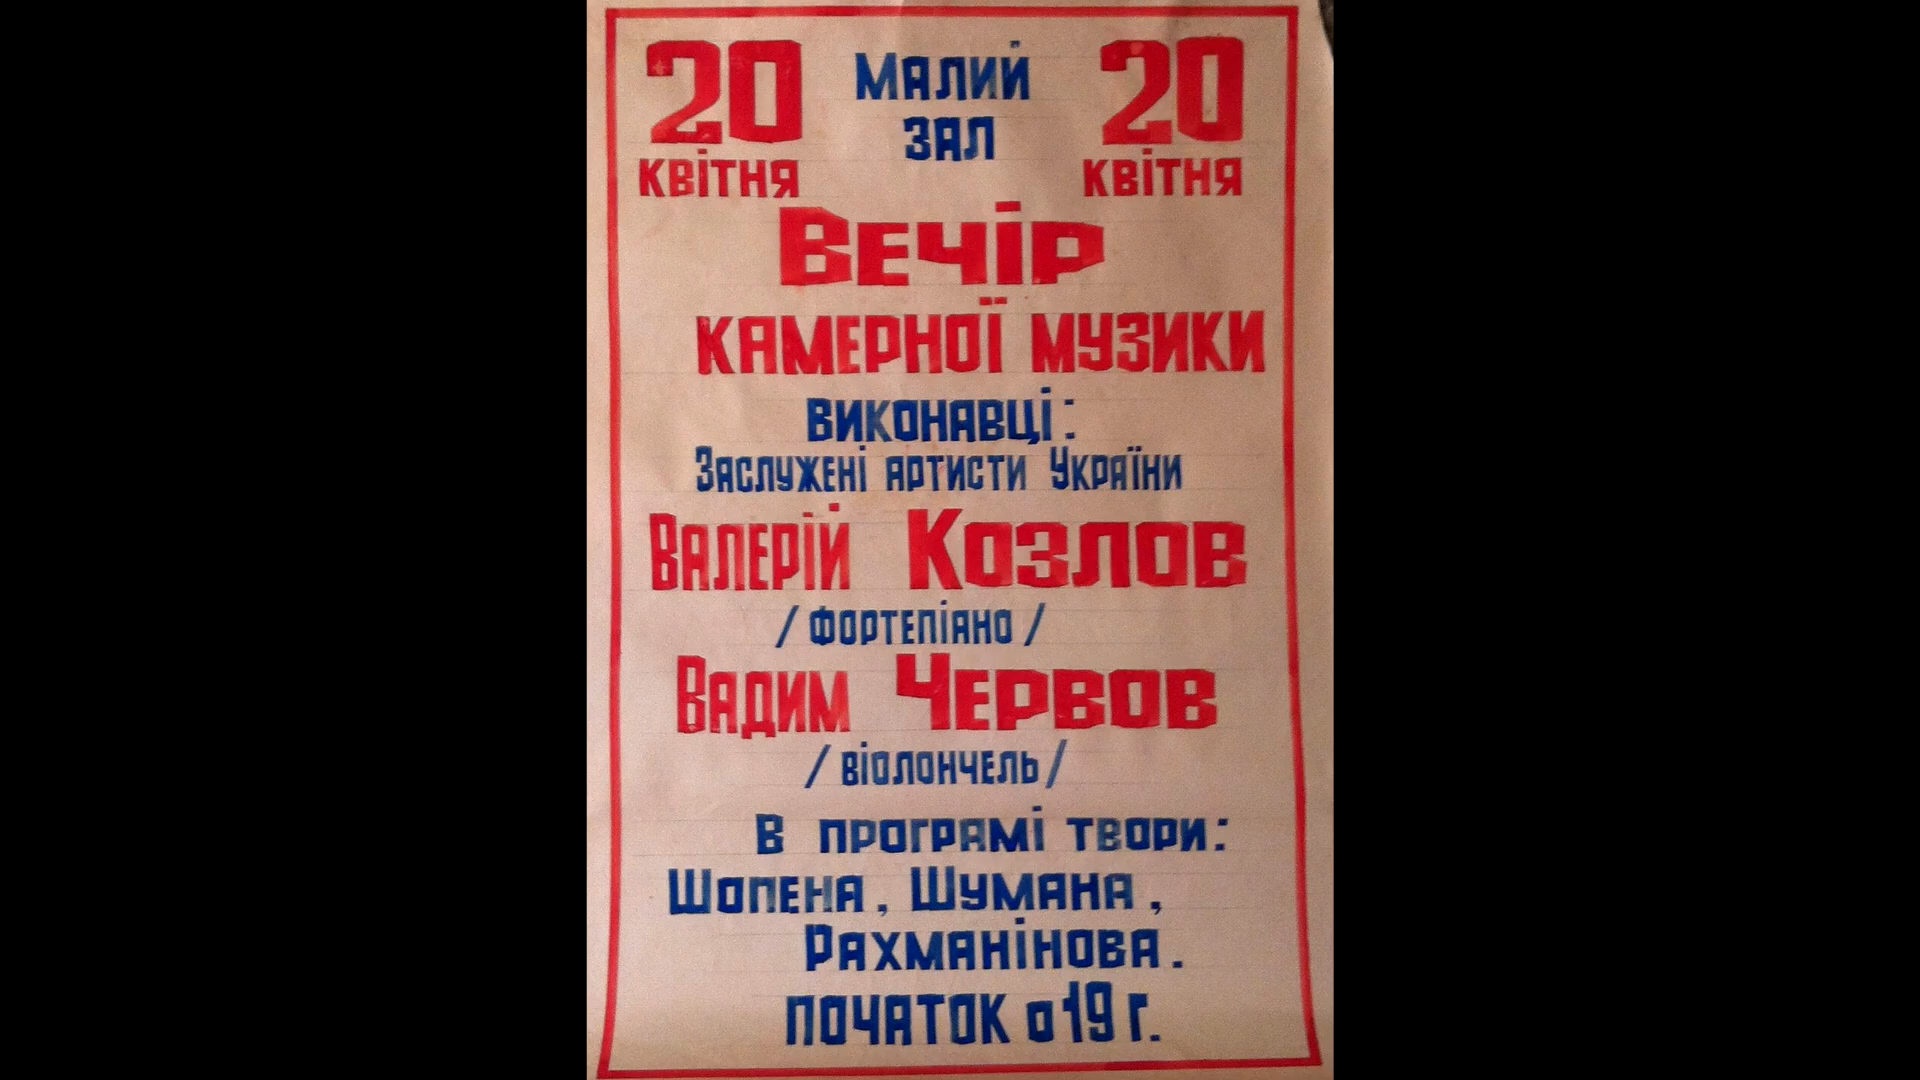 20 Малий 20
квітня зал квітня
Вечір
камерної музики
виконавці:
Заслужені артисти України
Валерій Козлов
/фортепіано/
Вадим Червов
/віолончель/
В програмі твори:
Шопена, Шумана,
Рахманінова.
початок о 19 г.